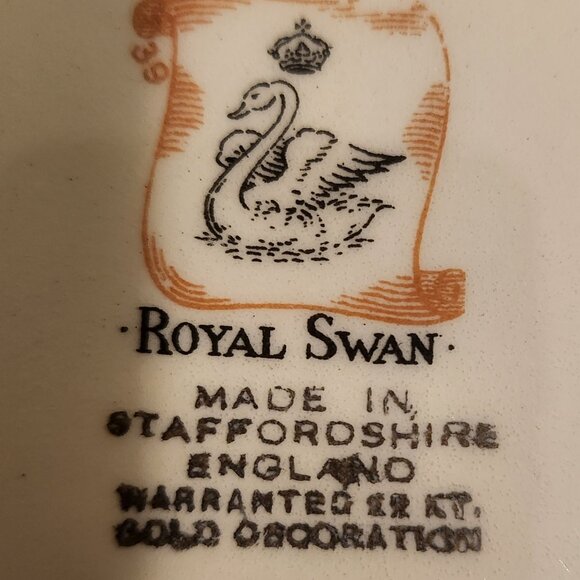 39
·ROYAL SWAN·
MADE IN
STAFFORDSHIRE
ENGLAND
WARRANTED 22 KT.
GOLD DECORATION